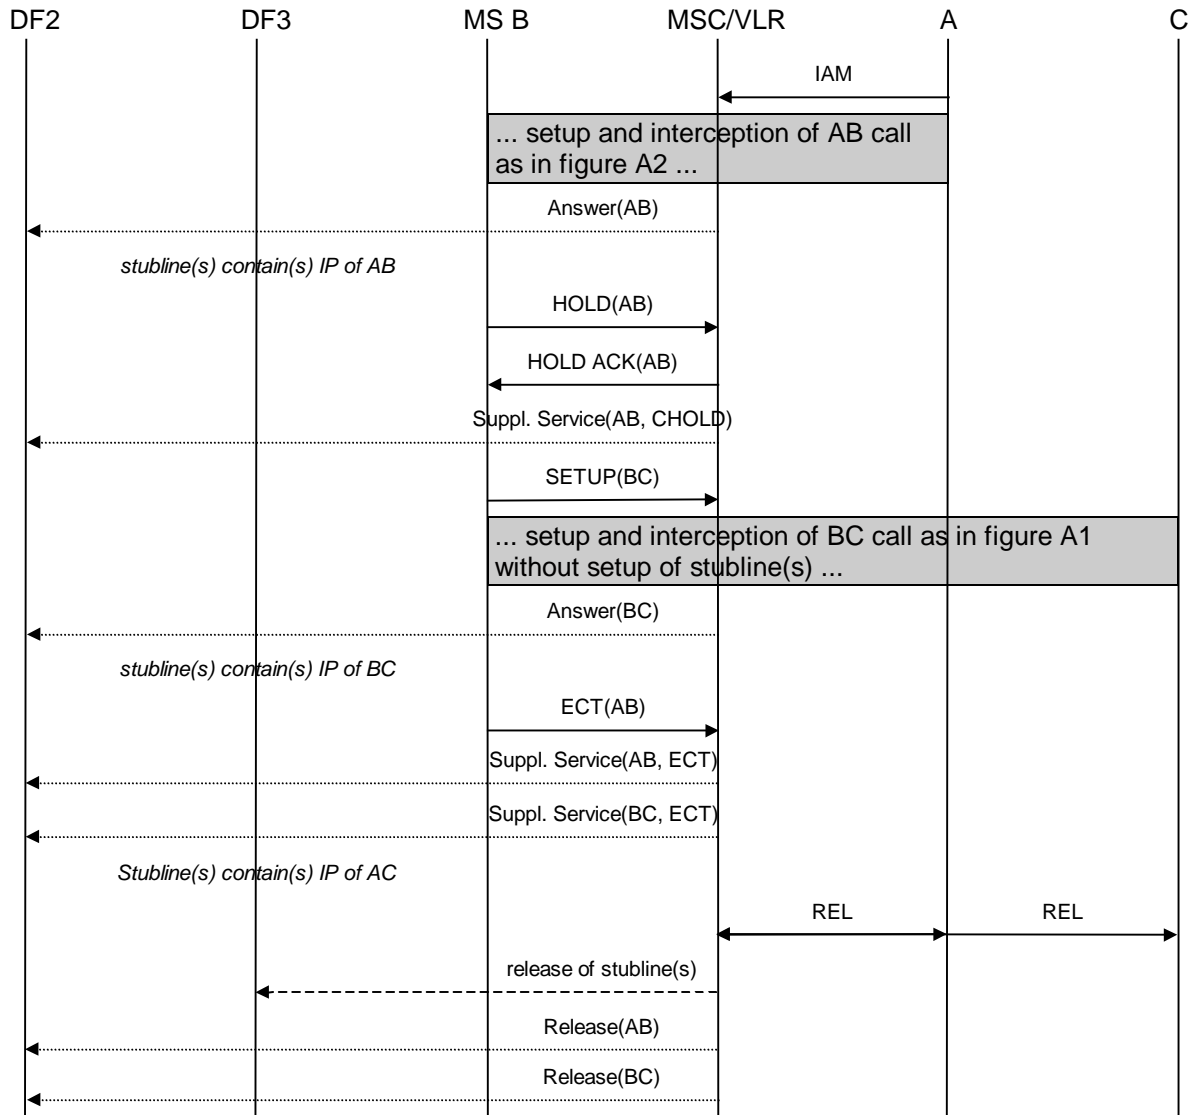 DF2 DF3 MS B MSC/VLR A C
IAM
... setup and interception of AB call
as in figure A2 ...
Answer(AB)
stubline(s) contain(s) IP of AB
HOLD(AB)
HOLD ACK(AB)
Suppl. Service(AB, CHOLD)
SETUP(BC)
... setup and interception of BC call as in figure A1
without setup of stubline(s) ...
Answer(BC)
stubline(s) contain(s) IP of BC
ECT(AB)
Suppl. Service(AB, ECT)
Suppl. Service(BC, ECT)
Stubline(s) contain(s) IP of AC
REL REL
release of stubline(s)
Release(AB)
Release(BC)